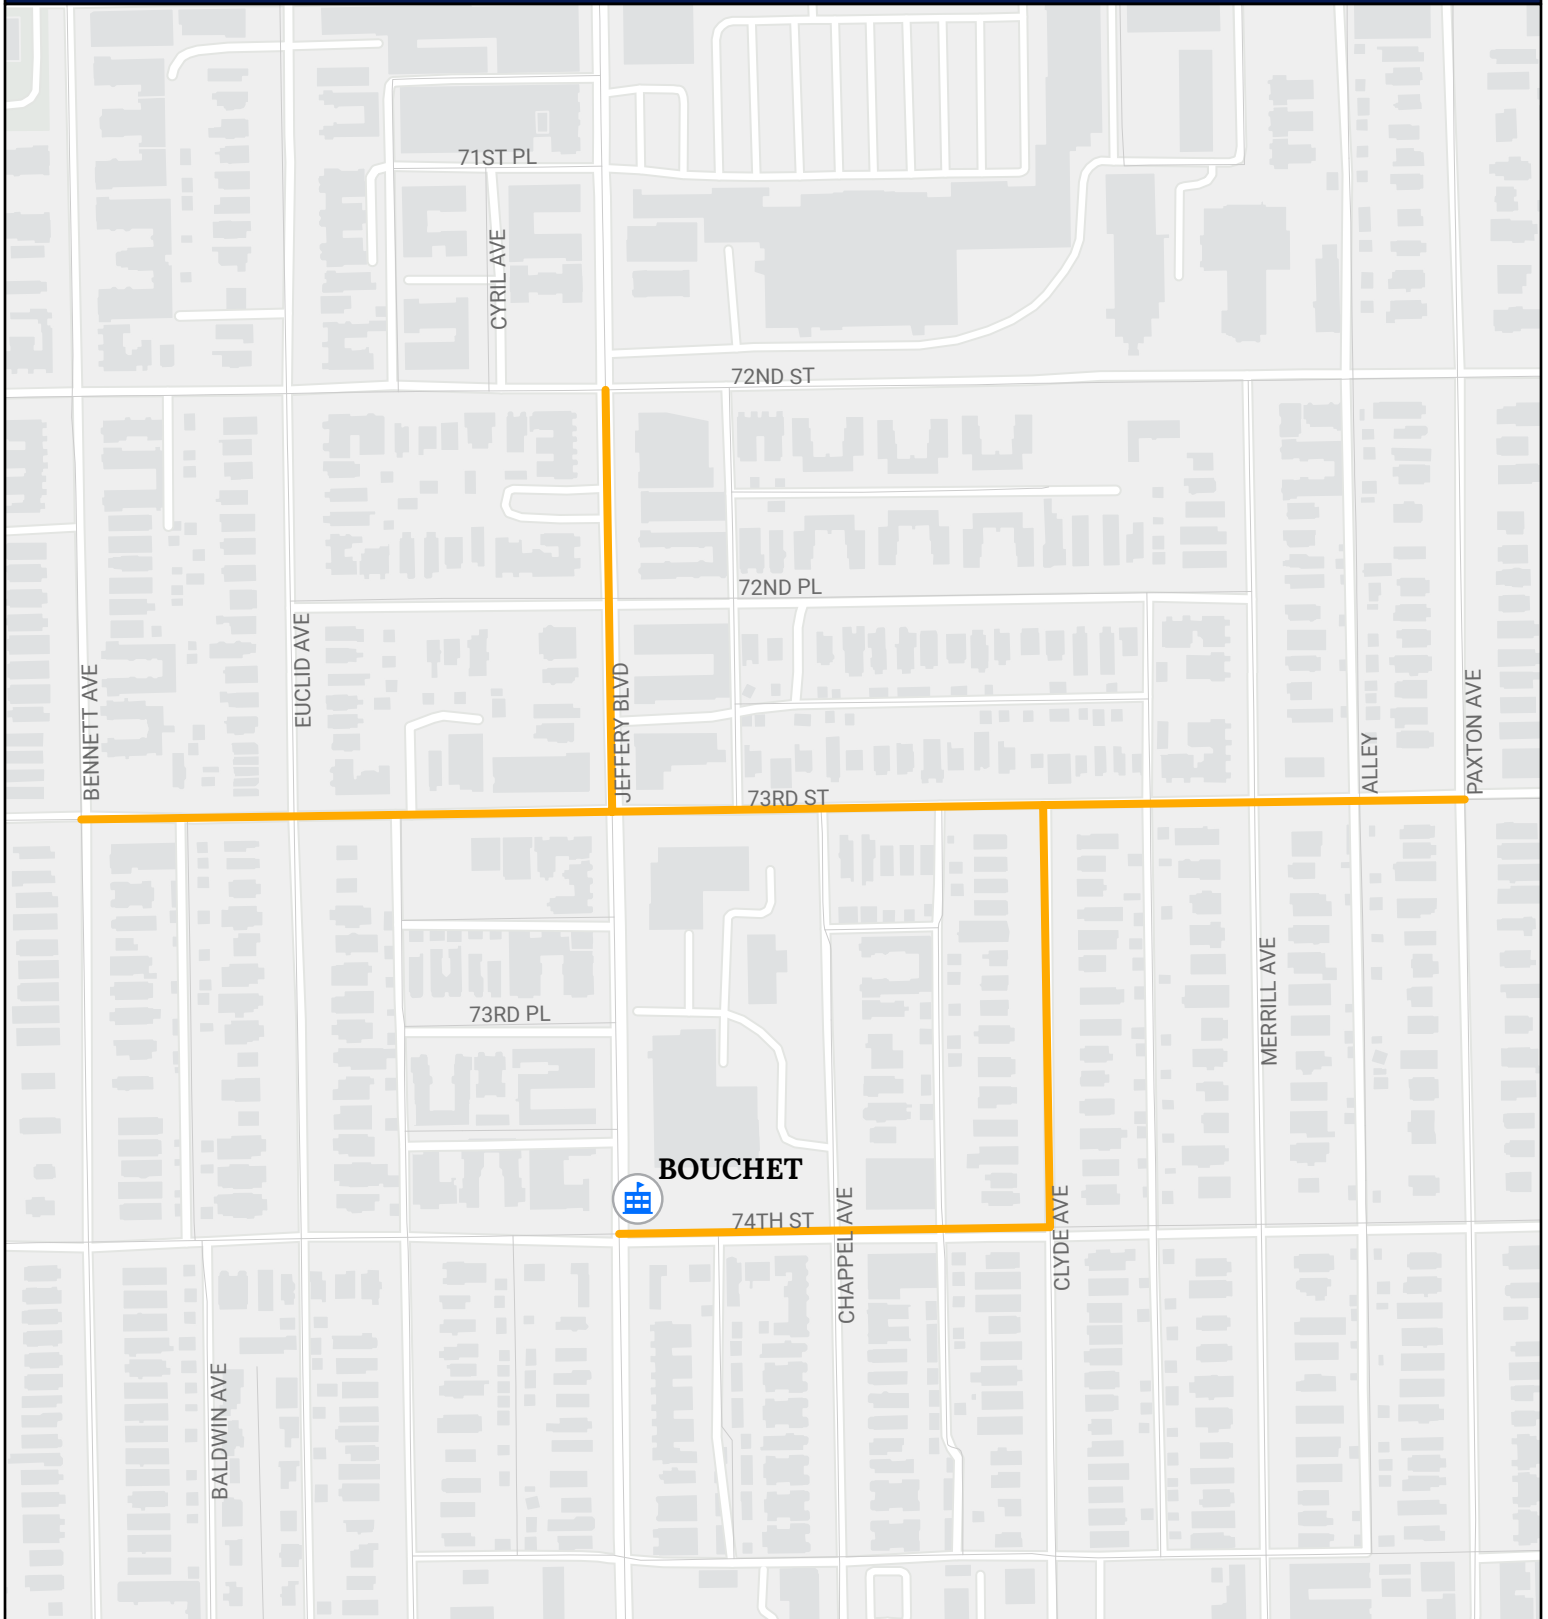 71ST PL
CYRIL AVE
72ND ST
72ND PL
EUCLID AVE
BENNETT AVE
JEFFERY BLVD
PAXTON AVE
ALLEY
73RD ST
MERRILL AVE
73RD PL
BOUCHET
74TH ST
CHAPPEL AVE
CLYDE AVE
BALDWIN AVE